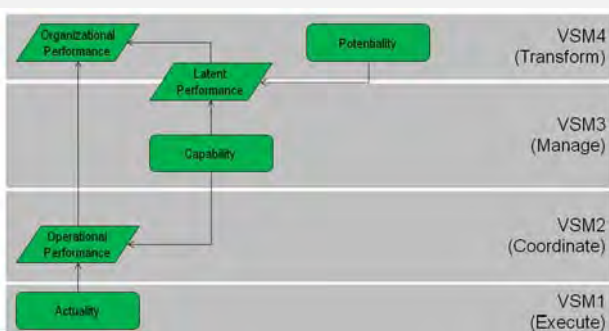 Organizational
Performance
Potentiality
VSM4
(Transform)
Latent
Performance
VSM3
(Manage)
Capability
VSM2
(Coordinate)
Operational
Performance
Actuality
VSM1
(Execute)